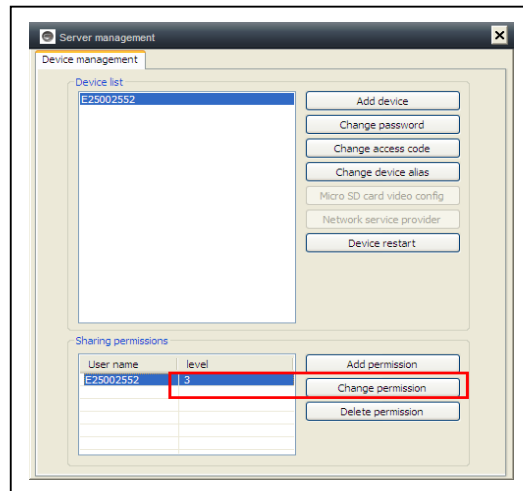 Server management
Device management
Device list
E25002552
Add device
Change password
Change access code
Change device alias
Micro SD card video config
Network service provider
Device restart
Sharing permissions
User name level
E25002552 3
Add permission
Change permission
Delete permission